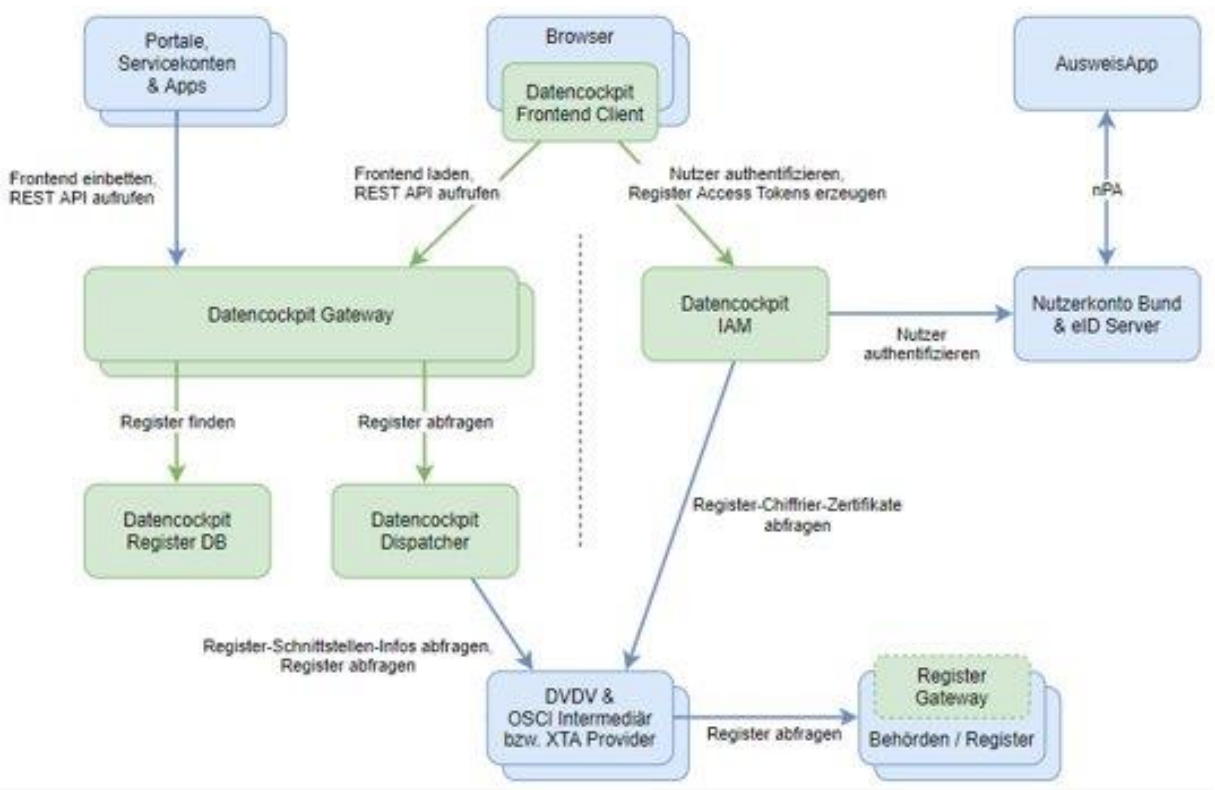 Portale,
Servicekonten
& Apps
Browser
Datencockpit
Frontend Client
AusweisApp
Frontend einbetten,
REST API aufrufen
Frontend laden,
REST API aufrufen
Nutzer authentifizieren,
Register Access Tokens erzeugen
nPA
Datencockpit Gateway
Datencockpit
IAM
Nutzer
authentifizieren
Nutzerkonto Bund
& eID Server
Register finden
Register abfragen
Datencockpit
Register DB
Datencockpit
Dispatcher
Register-Chiffrier-Zertifikate
abfragen
Register-Schnittstellen-Infos abfragen,
Register abfragen
DVDV &
OSCI Intermediär
bzw. XTA Provider
Register abfragen
Register
Gateway
Behörden / Register